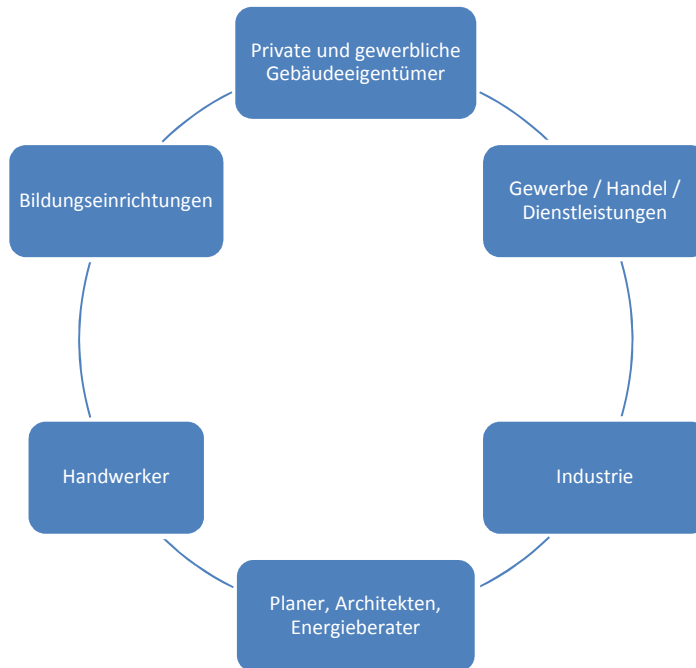 Private und gewerbliche
Gebäudeeigentümer
Gewerbe / Handel /
Dienstleistungen
Industrie
Planer, Architekten,
Energieberater
Handwerker
Bildungseinrichtungen